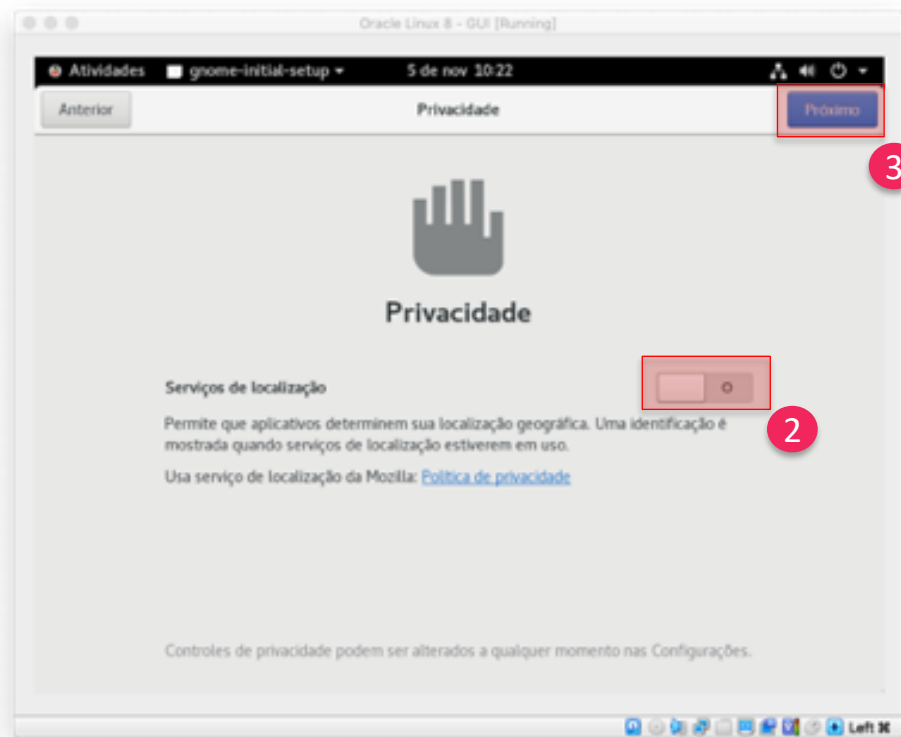 Oracle Linux 8 - GUI [Running]
Atividades gnome-initial-setup 5 de nov 10:22
Anterior Privacidade Próximo
3
Privacidade
Serviços de localização
2
Permite que aplicativos determinem sua localização geográfica. Uma identificação é
mostrada quando serviços de localização estiverem em uso.
Usa serviço de localização da Mozilla: Política de privacidade
Controles de privacidade podem ser alterados a qualquer momento nas Configurações.
Left ⌘